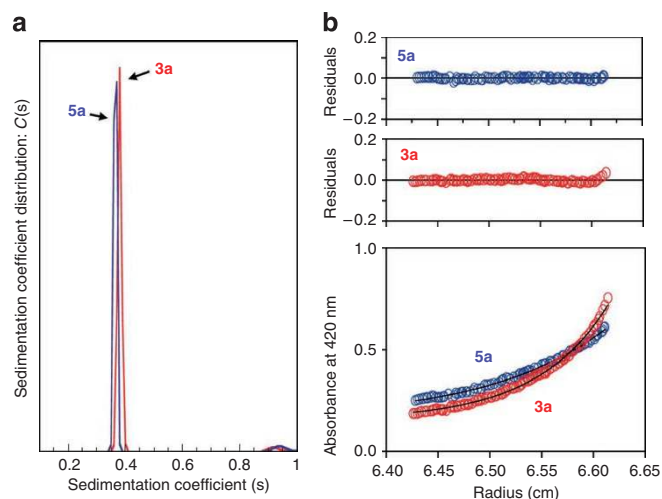 a
3a
5a
Sedimentation coefficient distribution: C(s)
0.2 0.4 0.6 0.8 1
Sedimentation coefficient (s)
b
0.2
5a
Residuals
0.0
−0.2
0.2
3a
Residuals
0.0
−0.2
1.0
Absorbance at 420 nm
0.5
5a
3a
0.0
6.40 6.45 6.50 6.55 6.60 6.65
Radius (cm)